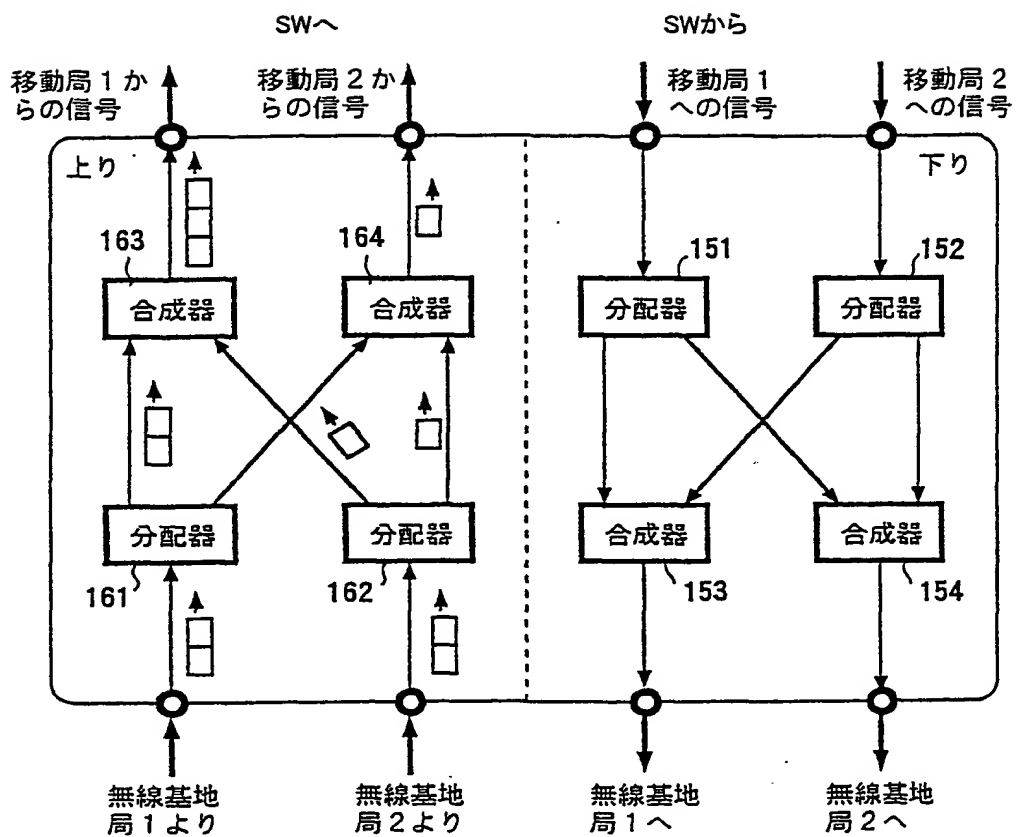 SWへ
SWから
移動局1か
らの信号
移動局2か
らの信号
移動局1
への信号
移動局2
への信号
上り
下り
163
164
151
152
合成器
合成器
分配器
分配器
分配器
分配器
合成器
合成器
161
162
153
154
無線基地
局1より
無線基地
局2より
無線基地
局1へ
無線基地
局2へ